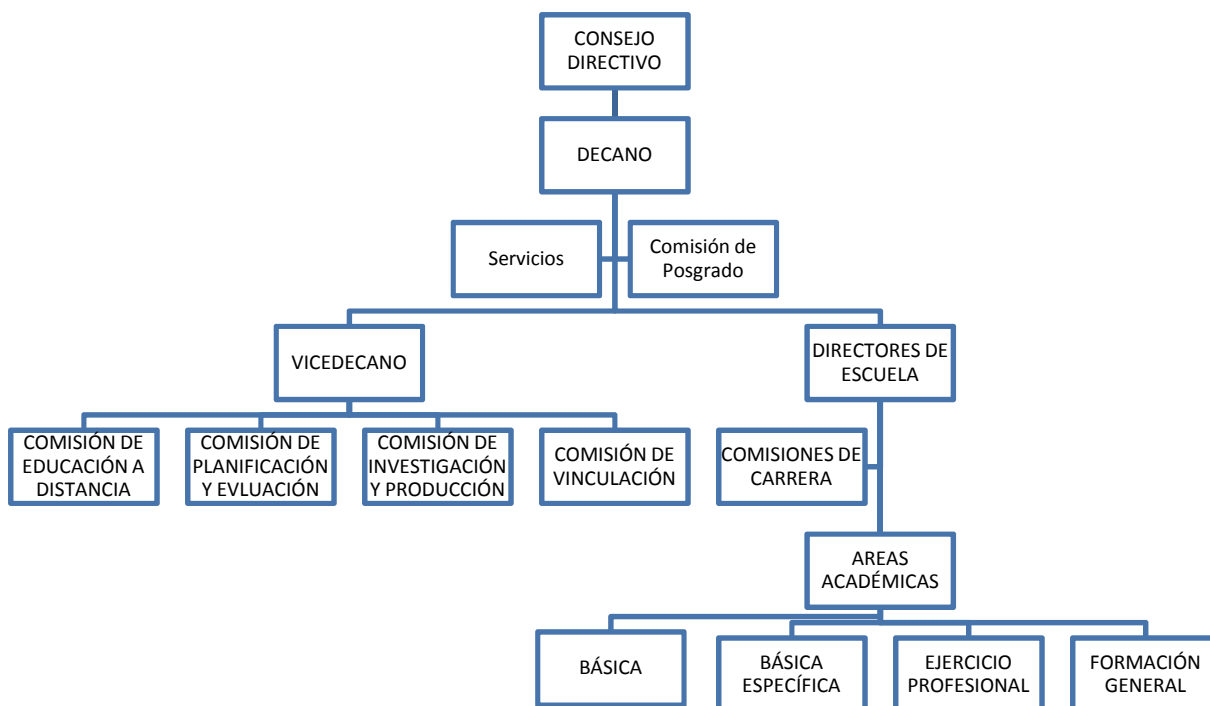 CONSEJO
DIRECTIVO
DECANO
Servicios
Comisión de
Posgrado
VICEDECANO
DIRECTORES DE
ESCUELA
COMISIÓN DE
EDUCACIÓN A
DISTANCIA
COMISIÓN DE
PLANIFICACIÓN
Y EVLUACIÓN
COMISIÓN DE
INVESTIGACIÓN
Y PRODUCCIÓN
COMISIÓN DE
VINCULACIÓN
COMISIONES DE
CARRERA
AREAS
ACADÉMICAS
BÁSICA
BÁSICA
ESPECÍFICA
EJERCICIO
PROFESIONAL
FORMACIÓN
GENERAL